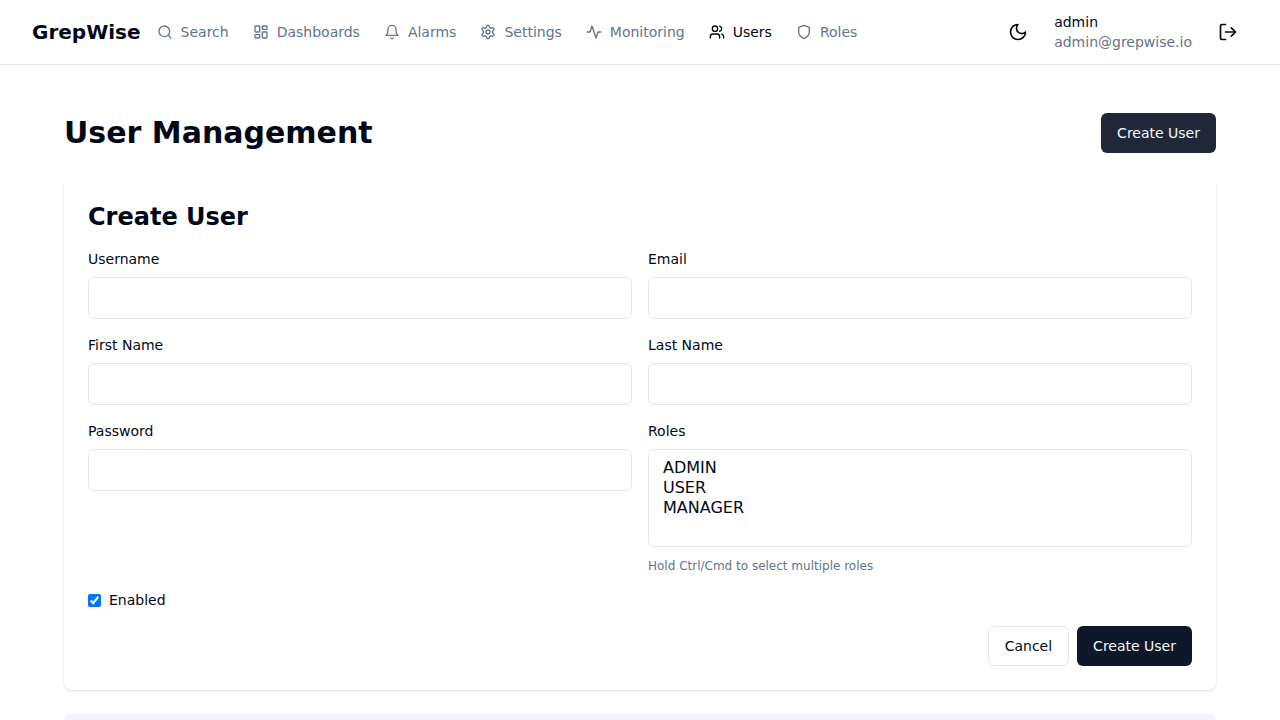 GrepWise
Search
Dashboards
Alarms
Settings
Monitoring
Users
Roles
admin
admin@grepwise.io
User Management
Create User
Create User
Username
Email
First Name
Last Name
Password
Roles
ADMIN
USER
MANAGER
Hold Ctrl/Cmd to select multiple roles
Enabled
Cancel
Create User